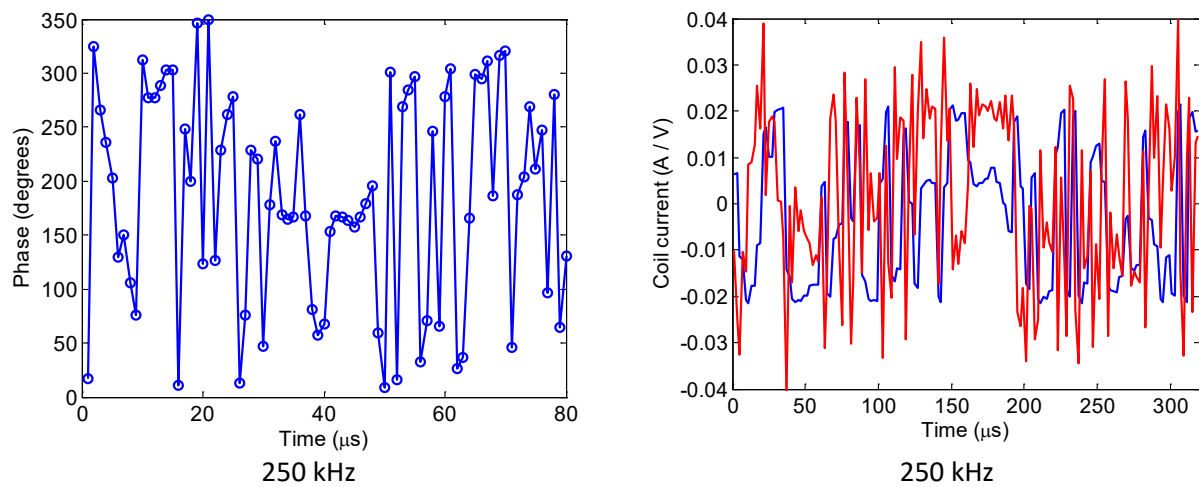 350
300
250
200
150
100
50
0
Phase (degrees)
0 20 40 60 80
Time (μs)
250 kHz
0.04
0.03
0.02
0.01
0
-0.01
-0.02
-0.03
-0.04
Coil current (A / V)
0 50 100 150 200 250 300
Time (μs)
250 kHz